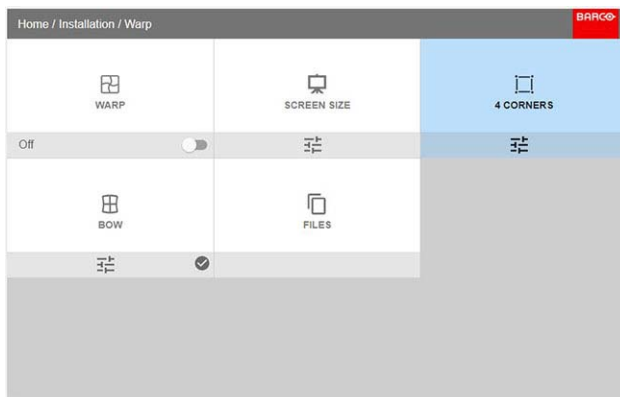 Home / Installation / Warp
BARCO
WARP
SCREEN SIZE
4 CORNERS
Off
BOW
FILES